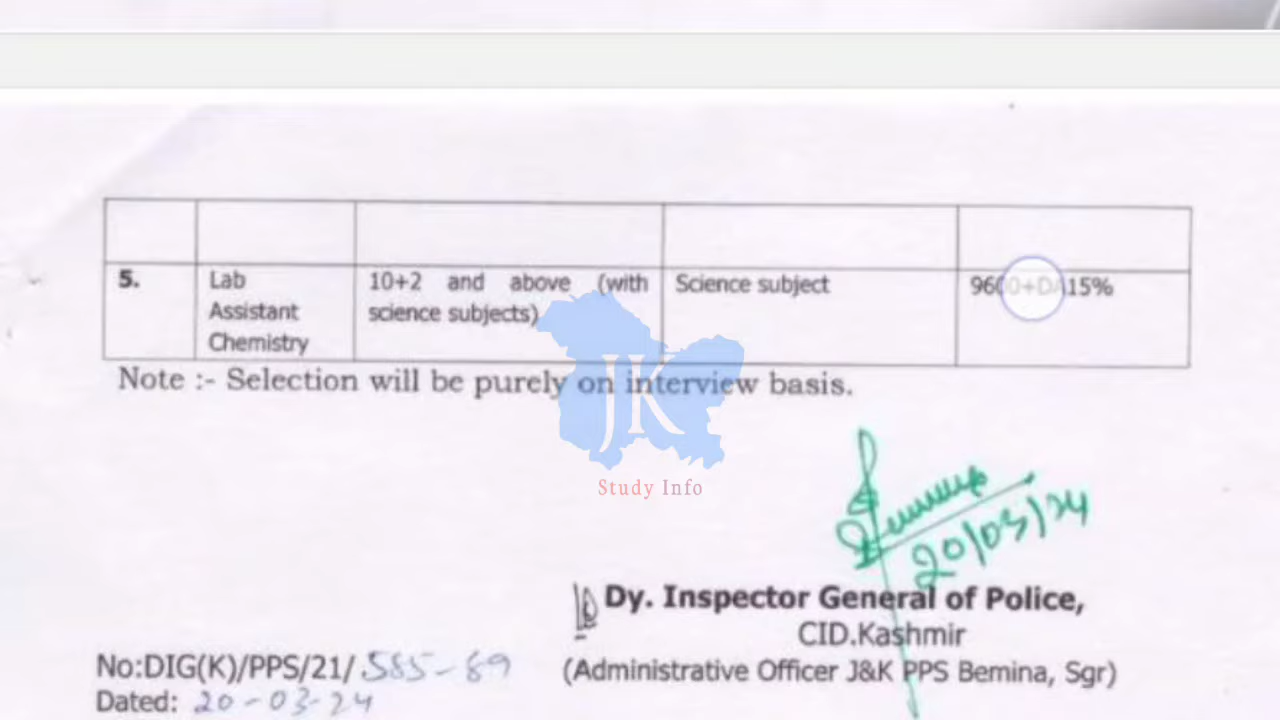 5.
Lab
Assistant
Chemistry
10+2 and above (with
science subjects)
Science subject
9600+DA15%
Note :- Selection will be purely on interview basis.
JK
Study Info
20/03/24
Dy. Inspector General of Police,
CID.Kashmir
(Administrative Officer J&K PPS Bemina, Sgr)
No:DIG(K)/PPS/21/ 585-89
Dated: 20-03-24